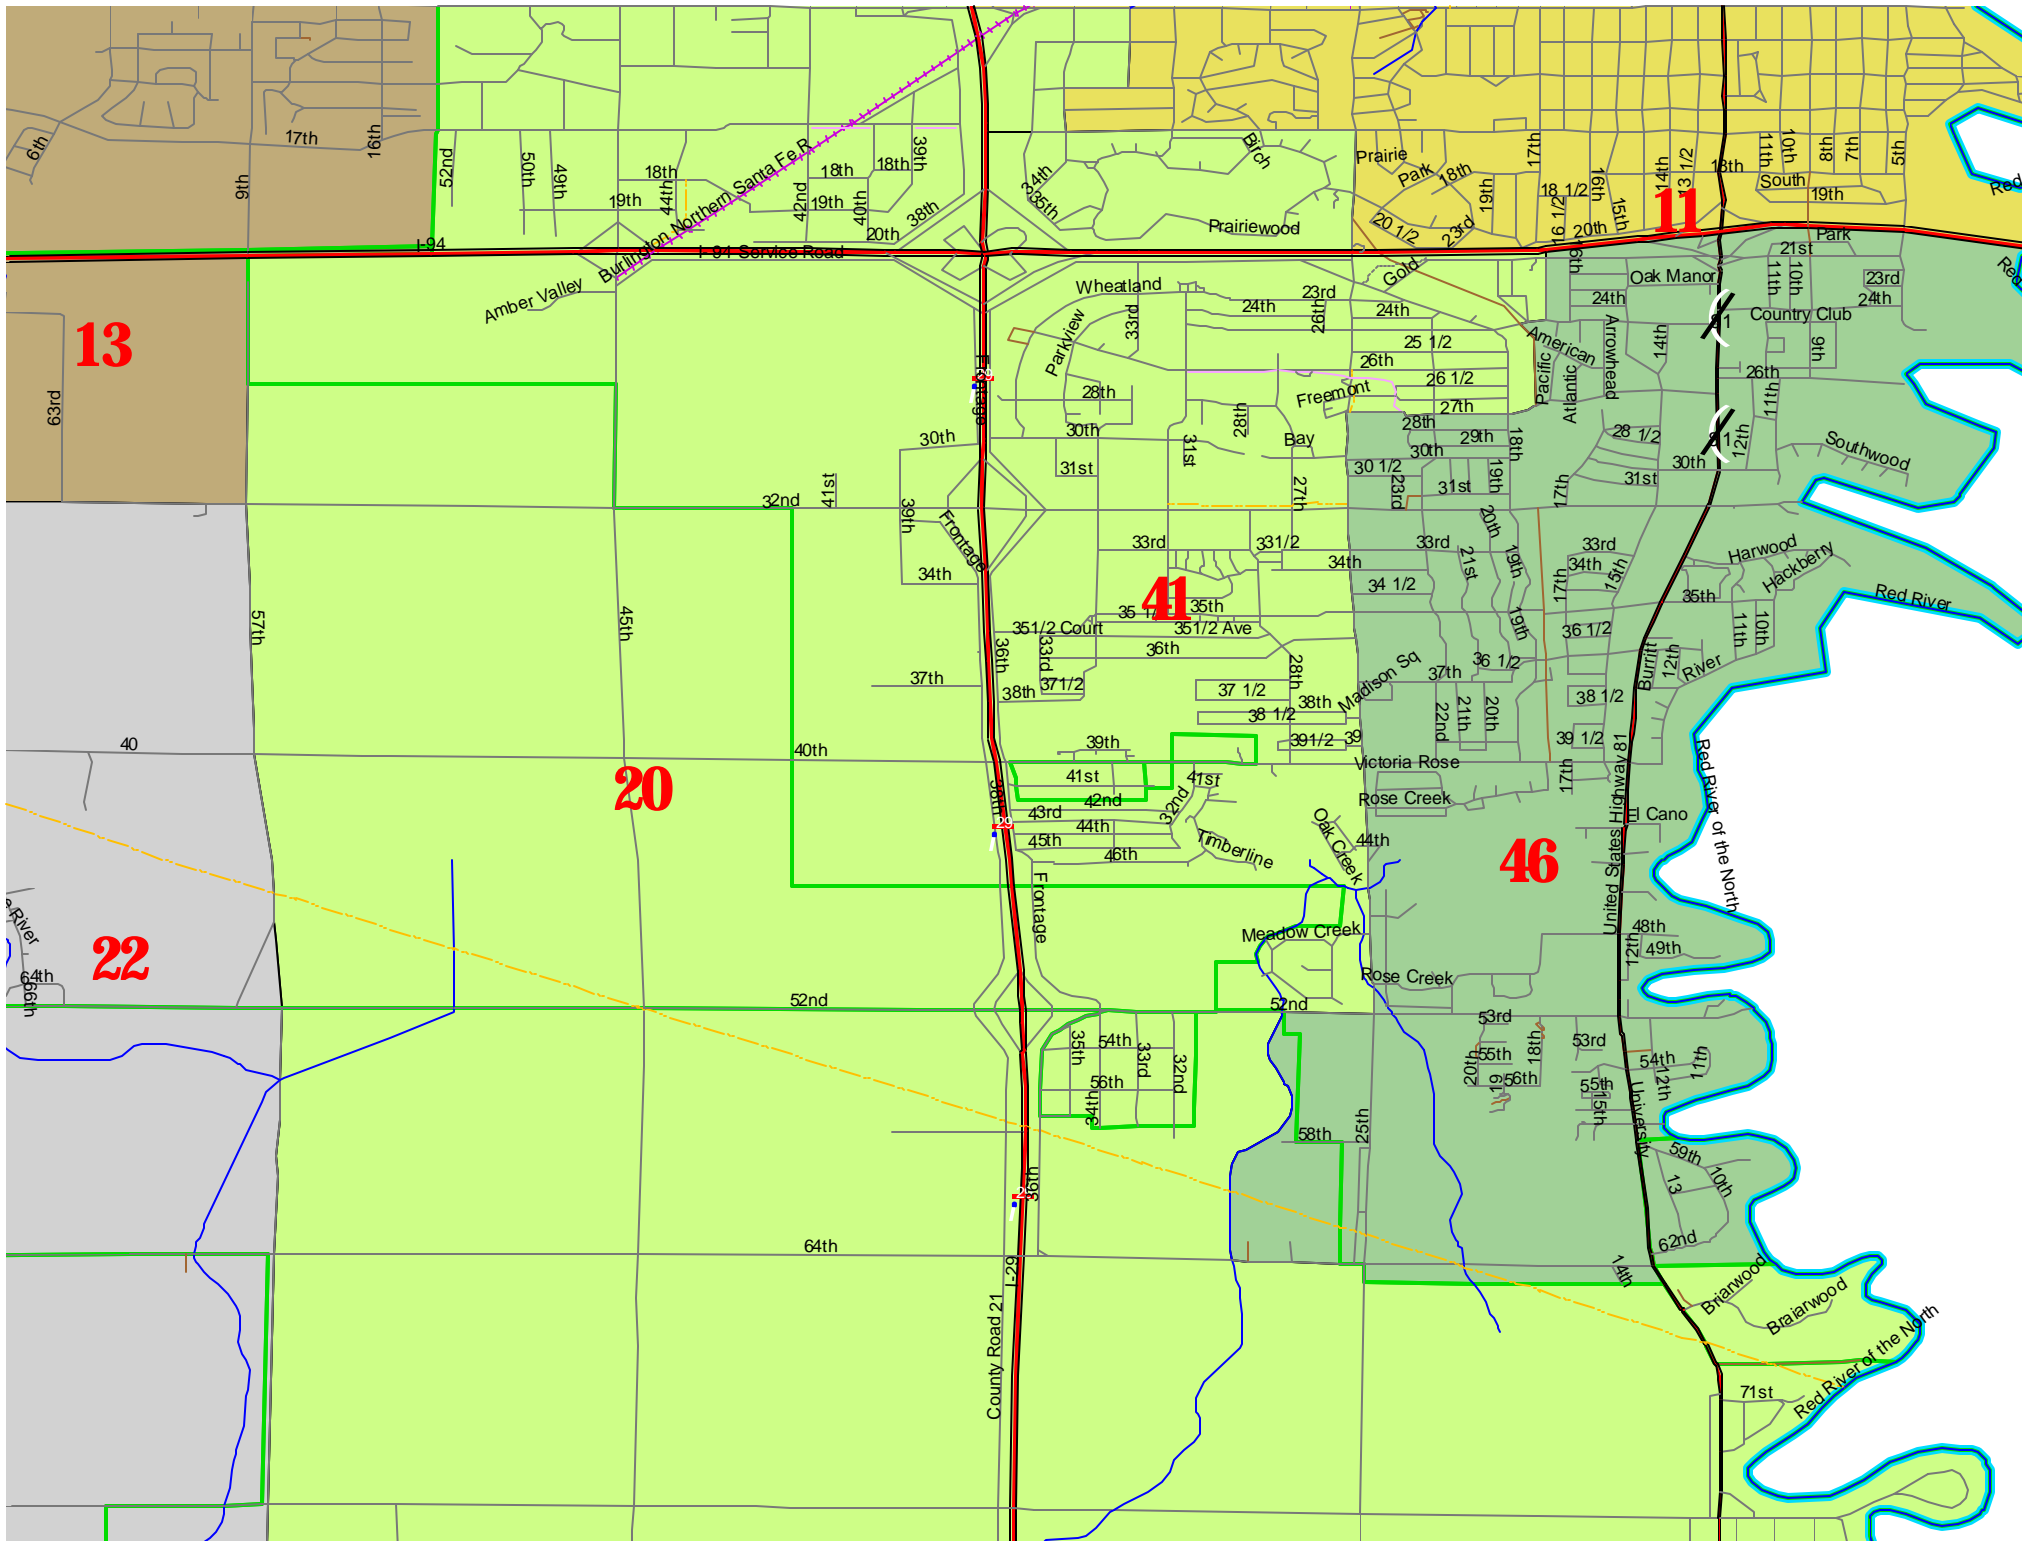 6th
17th
16th
9th
52nd
50th
49th
18th
19th
44th
Burlington Northern Santa Fe R
42nd
18th
18th
39th
19th
40th
38th
20th
34th
35th
Birch
Prairiewood
Prairie
Park
18th
17th
19th
18 1/2
16th
14th
13 1/2
13th
11th
10th
8th
7th
5th
South
19th
Red
11
20 1/2
23rd
16 1/2
15th
20th
Park
I-94
I- 94 Service Road
Amber Valley
Wheatland
Gold
16th
Oak Manor
21st
11th
10th
23rd
24th
13
63rd
Parkview
33rd
24th
23rd
26th
24th
24th
Country Club
25 1/2
American
Arrowhead
14th
9th
26th
26th
26 1/2
Pacific
Atlantic
Frontage
28th
28th
Freemont
27th
28th
11th
12th
30th
30th
31st
31st
Bay
29th
30th
18th
28 1/2
30th
Southwood
30 1/2
23rd
31st
19th
17th
31st
32nd
41st
39th
Frontage
27th
34th
33rd
33 1/2
34th
33rd
20th
21st
19th
33rd
34th
15th
17th
Harwood
Hackberry
Red River
41
34 1/2
35th
35th
57th
45th
35 1/2 Court
35 1/2 Ave
36th
36th
33rd
37 1/2
38th
37th
28th
37 1/2
38th
38 1/2
39 1/2
39
Madison Sq
37th
36 1/2
19th
36 1/2
11th
10th
Burritt
12th
River
22nd
21th
20th
38 1/2
39 1/2
40
40th
20
39th
41st
42nd
43rd
44th
45th
46th
38th
29
32nd
41st
Timberline
Victoria Rose
Rose Creek
17th
Oak Creek
44th
United States Highway 81
El Cano
Red River of the North
46
Frontage
22
e River
64th
66th
52nd
Meadow Creek
Rose Creek
52nd
48th
12th
49th
53rd
18th
53rd
54th
11th
12th
20th
55th
56th
19
55th
15th
University
35th
54th
33rd
32nd
56th
34th
58th
25th
59th
13
10th
62nd
36th
64th
I-29
County Road 21
14th
Briarwood
Braiarwood
Red River of the North
71st